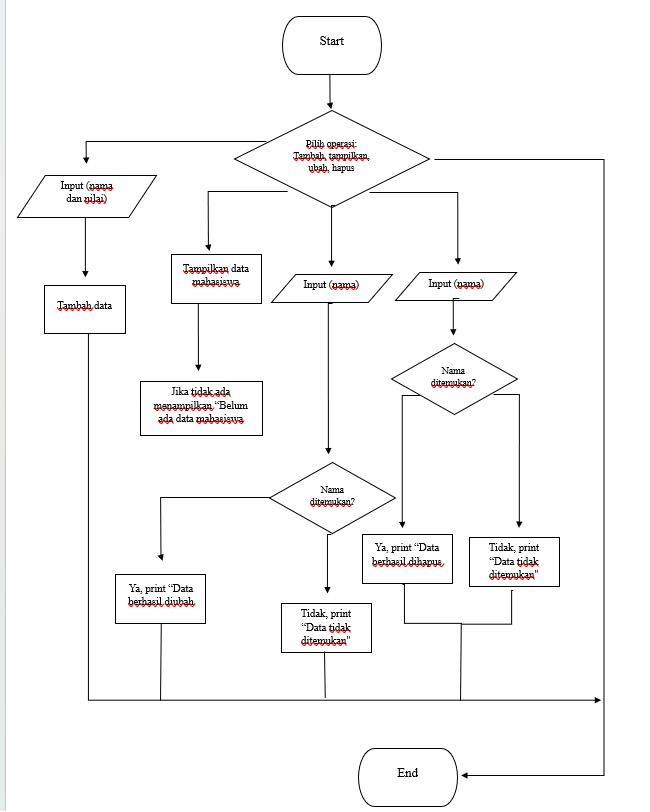 Start
Pilih operasi:
Tambah, tampilkan,
ubah, hapus
Input (nama
dan nilai)
Tampilkan data
mahasiswa
Input (nama)
Input (nama)
Tambah data
Nama
ditemukan?
Jika tidak ada
menampilkan “Belum
ada data mahasiswa
Nama
ditemukan?
Ya, print “Data
berhasil dihapus
Tidak, print
“Data tidak
ditemukan”
Ya, print “Data
berhasil diubah
Tidak, print
“Data tidak
ditemukan”
End